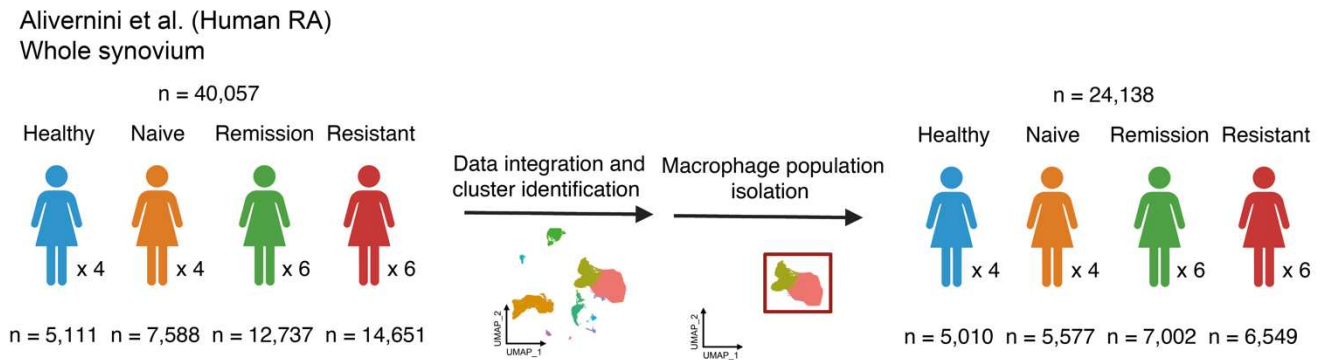 Alivernini et al. (Human RA)
Whole synovium
n = 40,057
Healthy Naive Remission Resistant
x 4 x 4 x 6 x 6
n = 5,111 n = 7,588 n = 12,737 n = 14,651
Data integration and
cluster identification
UMAP_2
UMAP_1
Macrophage population
isolation
UMAP_2
UMAP_1
n = 24,138
Healthy Naive Remission Resistant
x 4 x 4 x 6 x 6
n = 5,010 n = 5,577 n = 7,002 n = 6,549